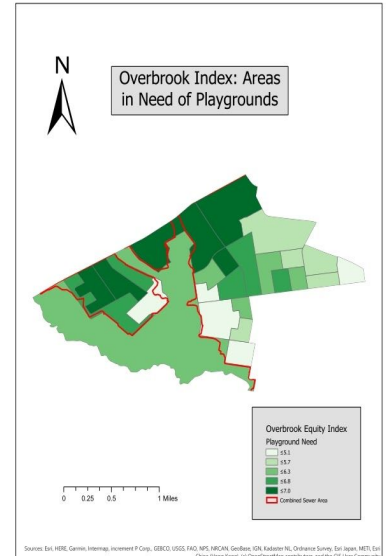 N
Overbrook Index: Areas
in Need of Playgrounds
0 0.25 0.5 1 Miles
Overbrook Equity Index
Playground Need
≤5.1
≤5.7
≤6.3
≤6.8
≤7.0
Combined Sewer Area
Sources: Esri, HERE, Garmin, Intermap, increment P Corp., GEBCO, USGS, FAO, NPS, NRCAN, GeoBase, IGN, Kadaster NL, Ordnance Survey, Esri Japan, METI, Esri